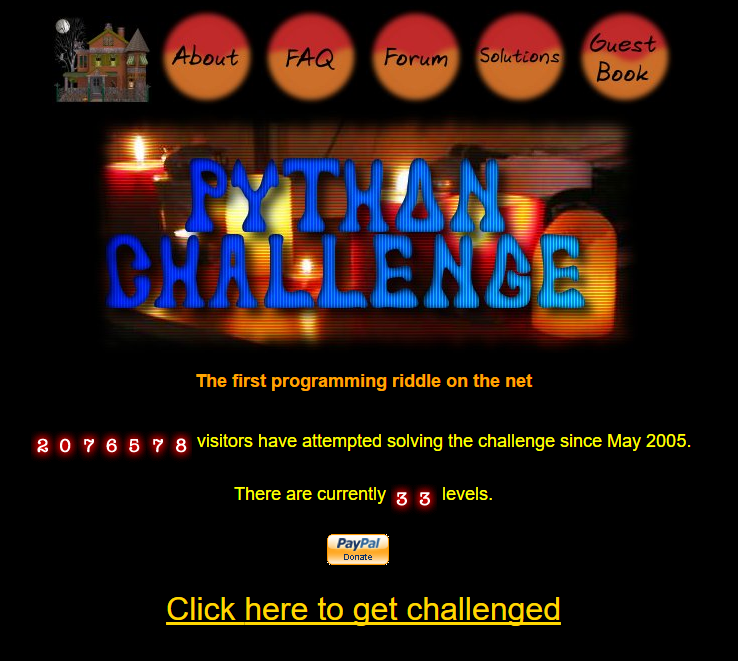 About
FAQ
Forum
Solutions
Guest
Book
PYTHON
CHALLENGE
The first programming riddle on the net
2076578 visitors have attempted solving the challenge since May 2005.
There are currently 33 levels.
PayPal
Donate
Click here to get challenged